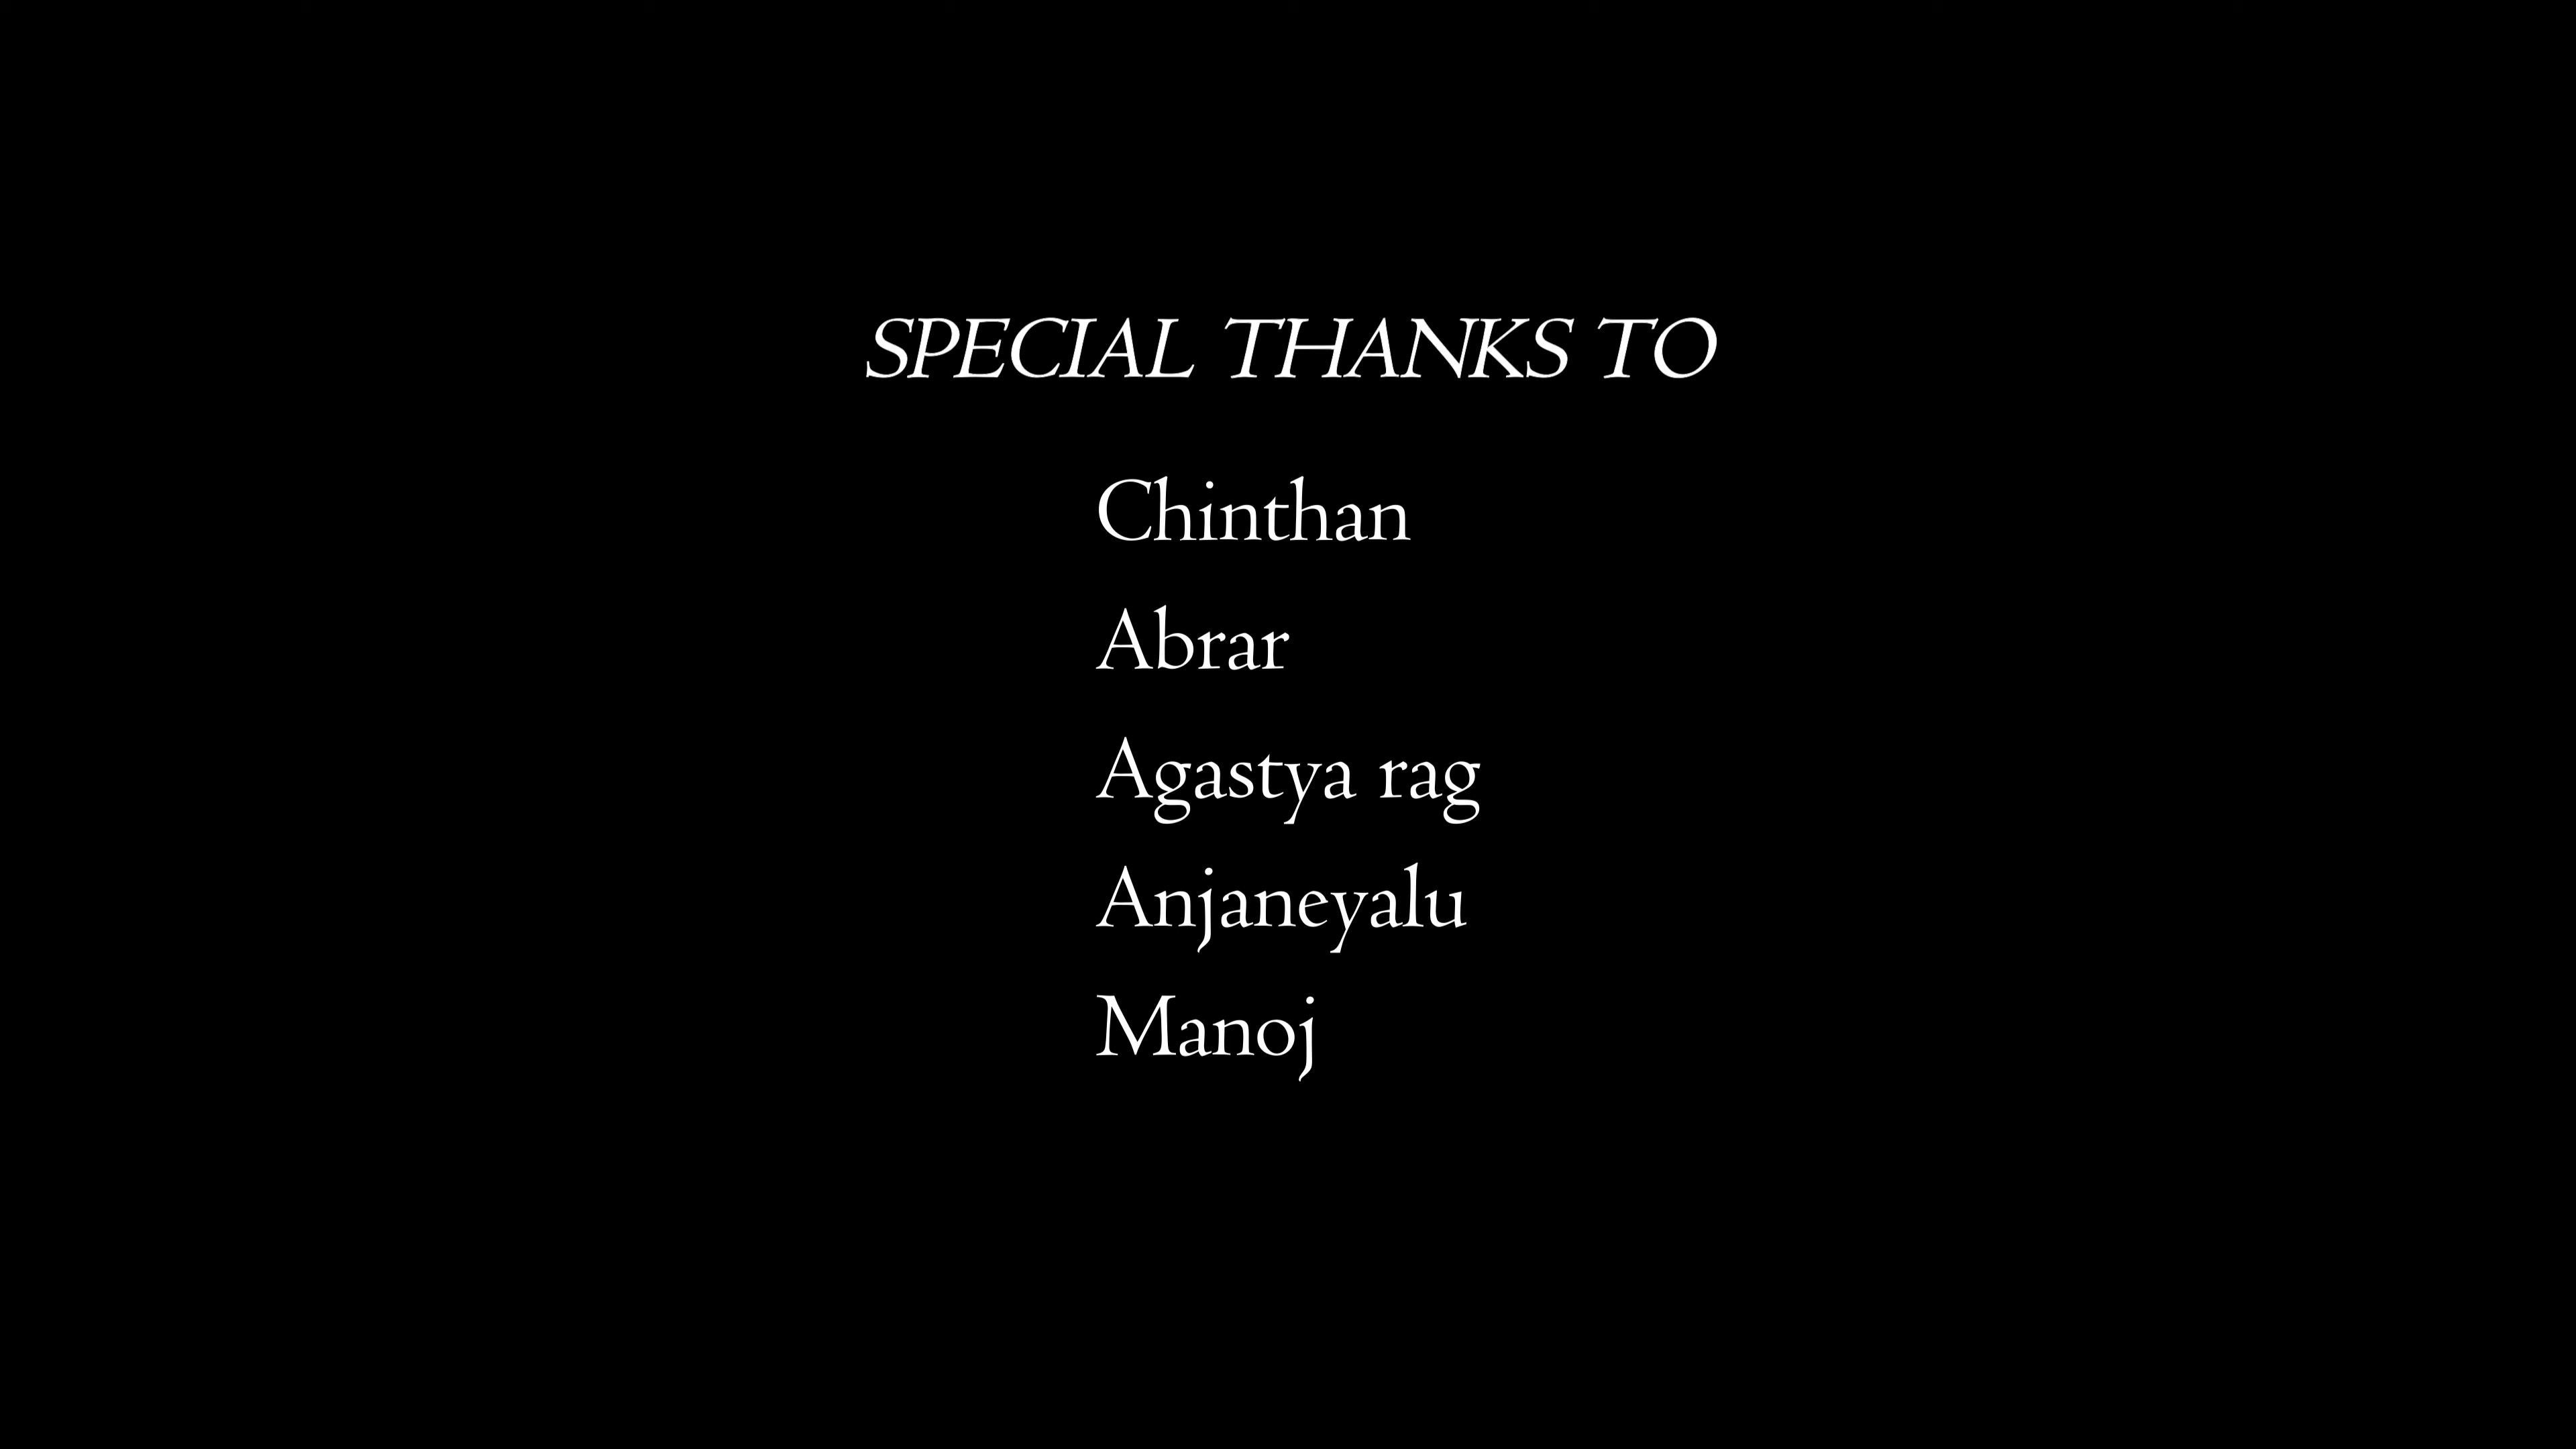 SPECIAL THANKS TO
Chinthan
Abrar
Agastya rag
Anjaneyalu
Manoj